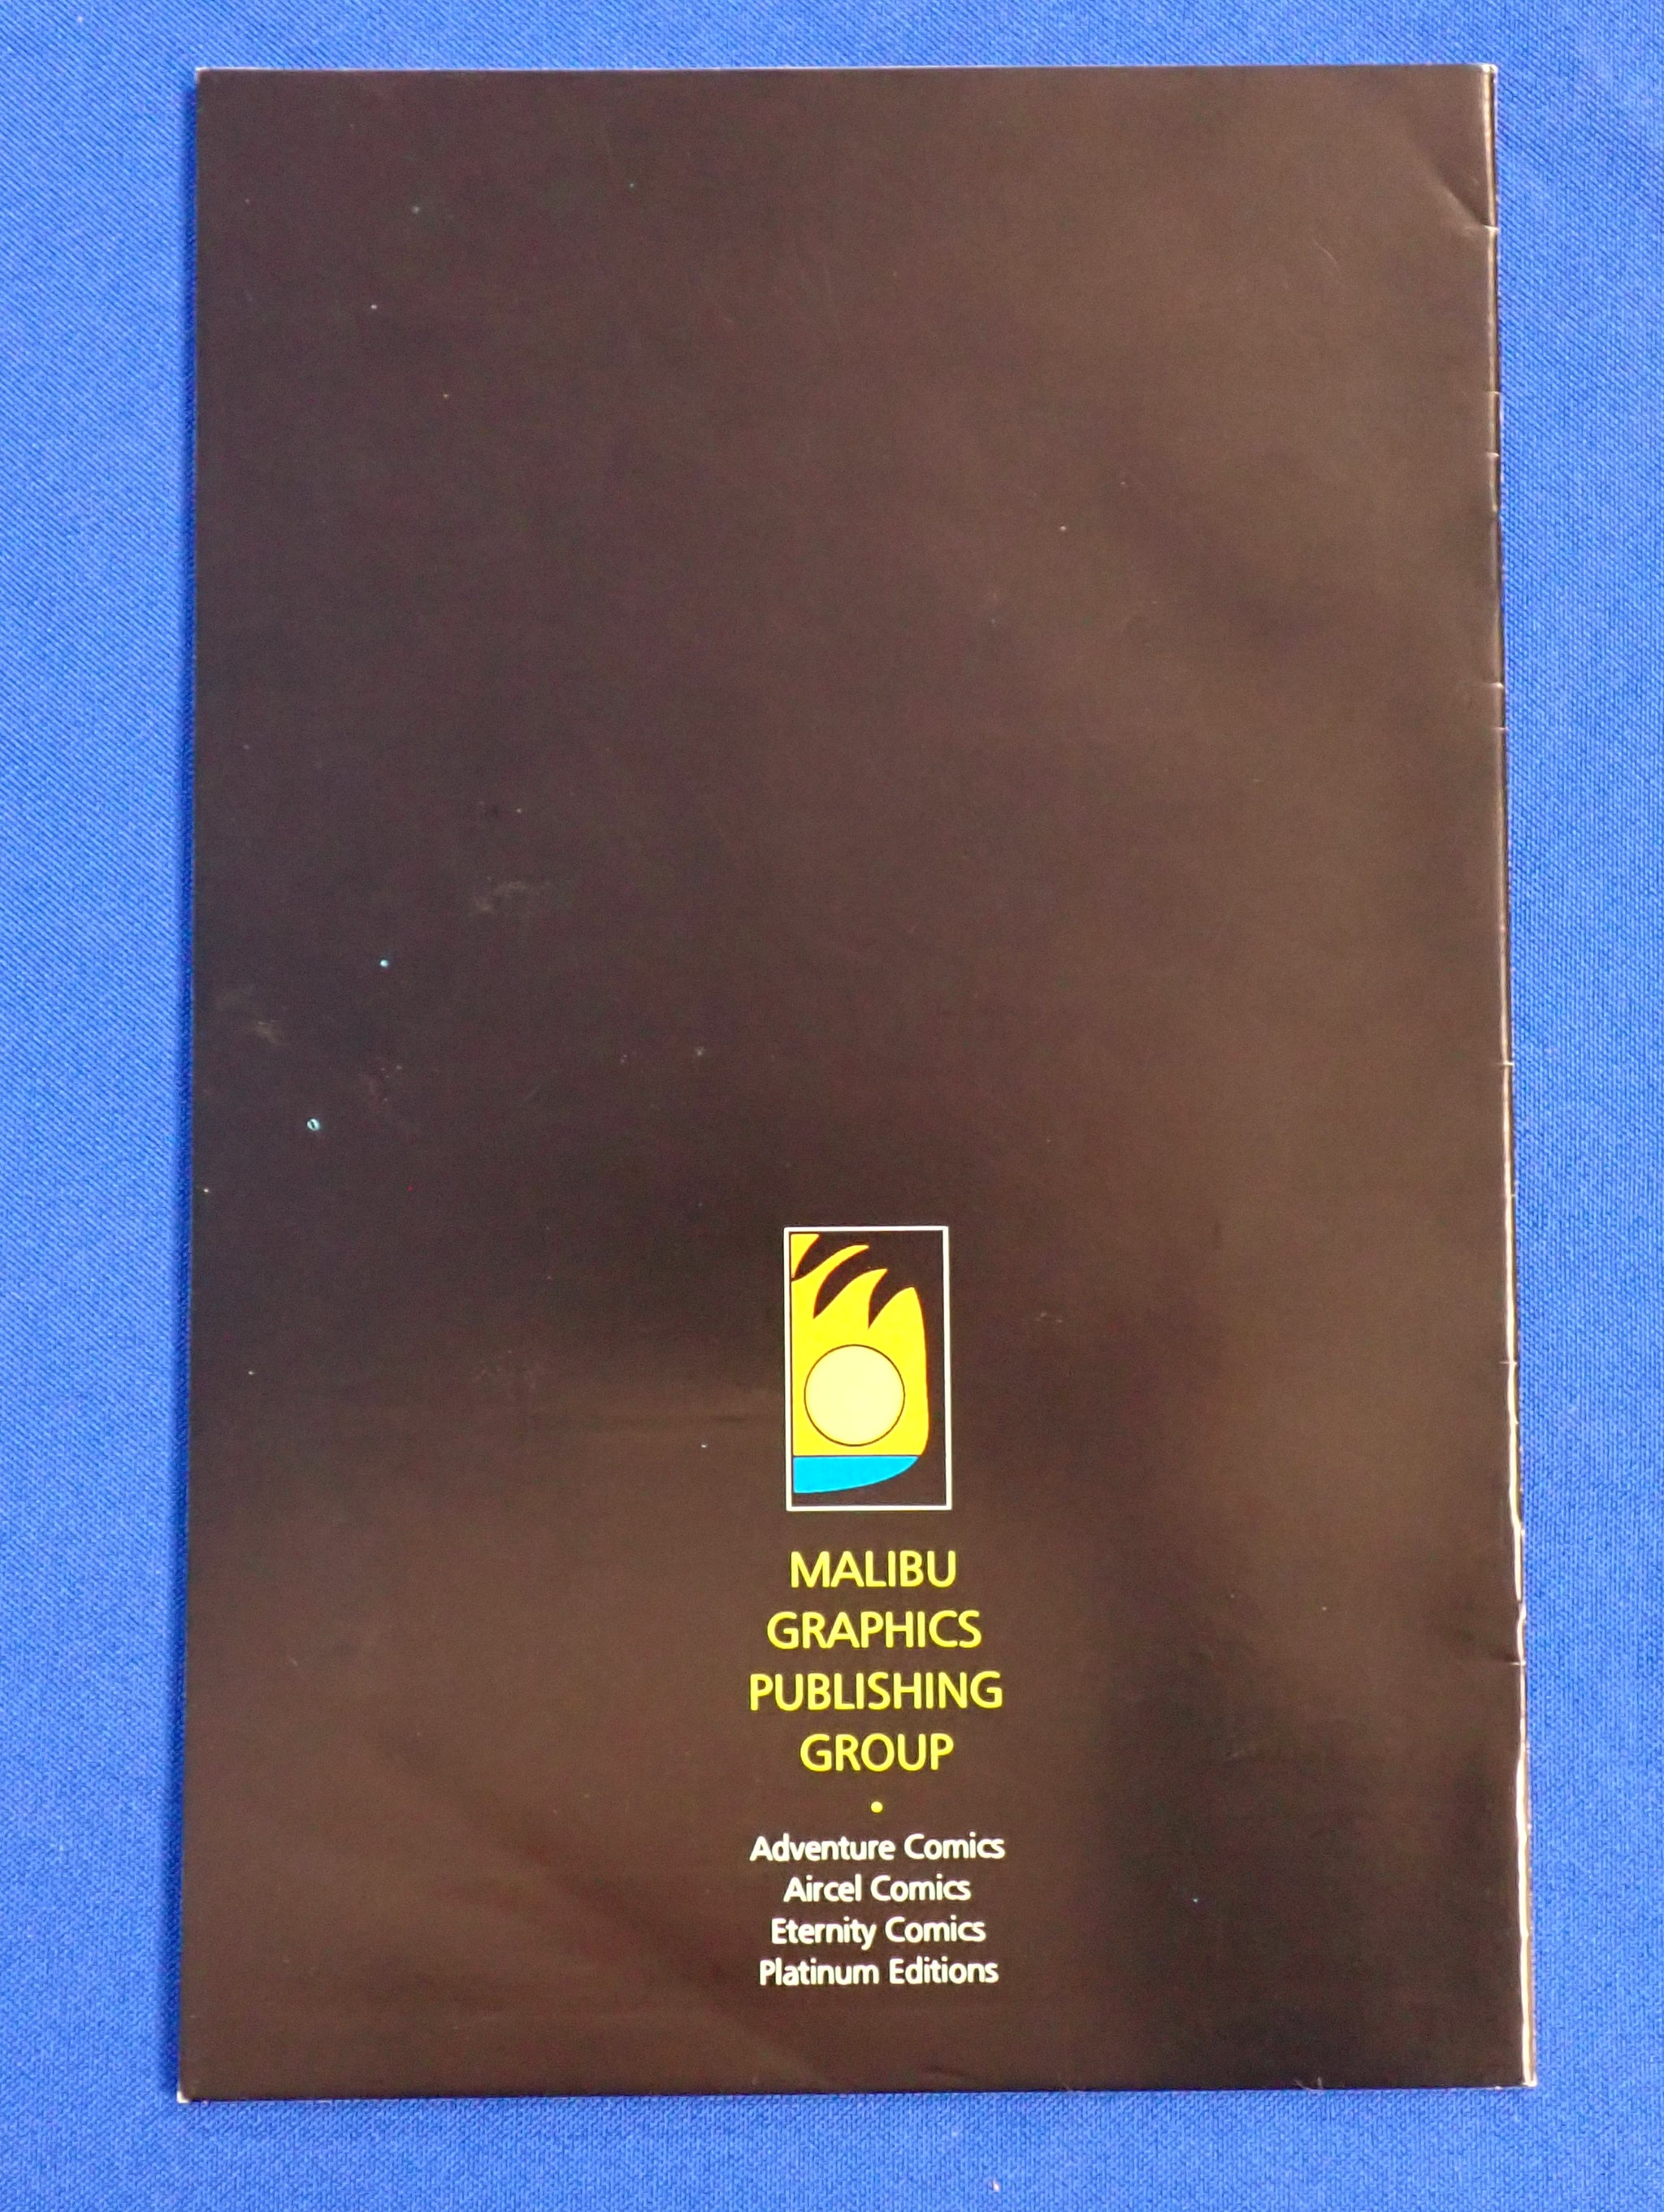 MALIBU
GRAPHICS
PUBLISHING
GROUP
•
Adventure Comics
Aircel Comics
Eternity Comics
Platinum Editions